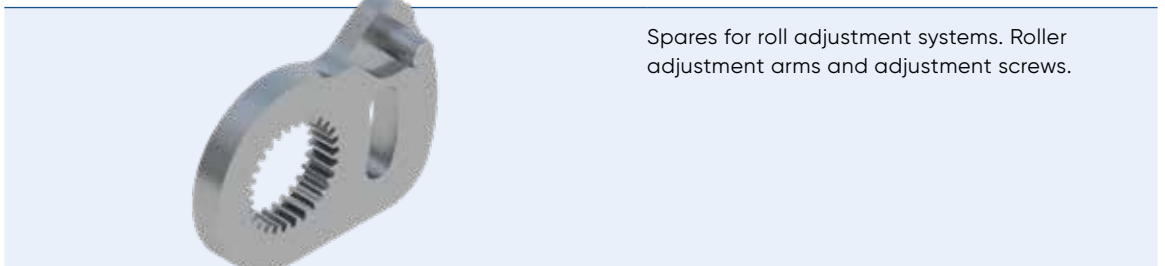 Spares for roll adjustment systems. Roller
adjustment arms and adjustment screws.